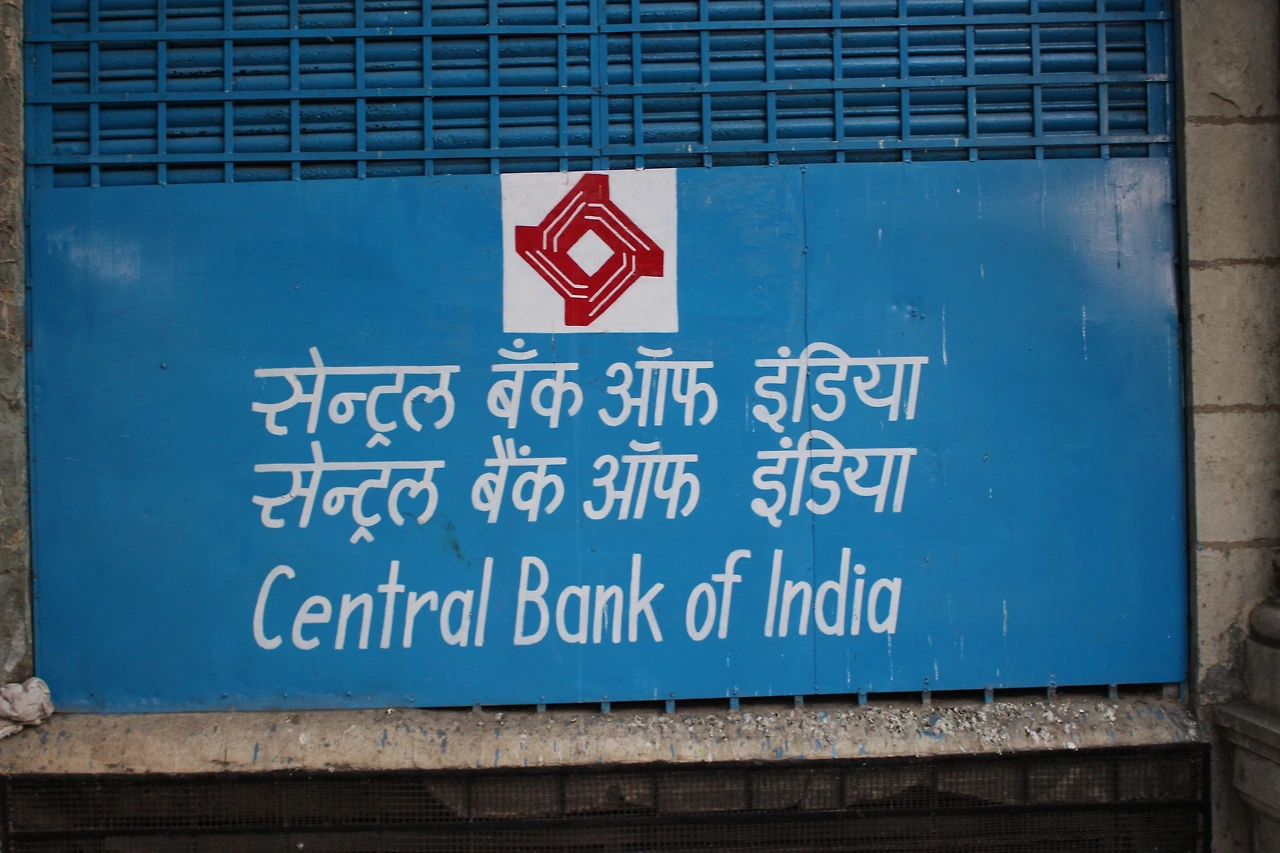 सेन्ट्रल बँक ऑफ इंडिया
सेन्ट्रल बैंक ऑफ इंडिया
Central Bank of India